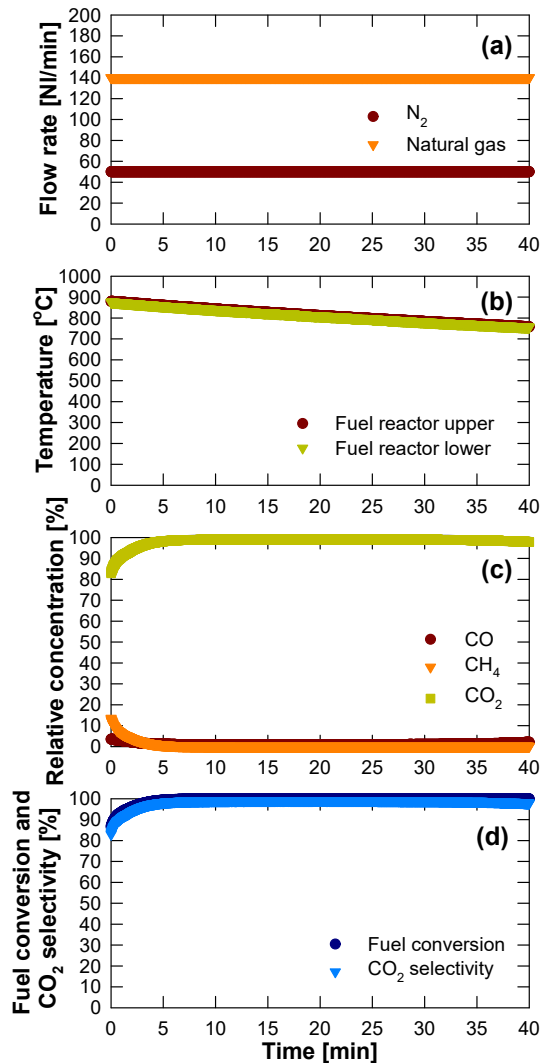 Flow rate [Nl/min]
200
180
160
140
120
100
80
60
40
20
0
(a)
N₂
Natural gas
0 5 10 15 20 25 30 35 40
Temperature [°C]
1000
900
800
700
600
500
400
300
200
100
0
(b)
Fuel reactor upper
Fuel reactor lower
0 5 10 15 20 25 30 35 40
Relative concentration [%]
100
90
80
70
60
50
40
30
20
10
0
(c)
CO
CH₄
CO₂
0 5 10 15 20 25 30 35 40
Fuel conversion and
CO₂ selectivity [%]
100
90
80
70
60
50
40
30
20
10
0
(d)
Fuel conversion
CO₂ selectivity
0 5 10 15 20 25 30 35 40
Time [min]